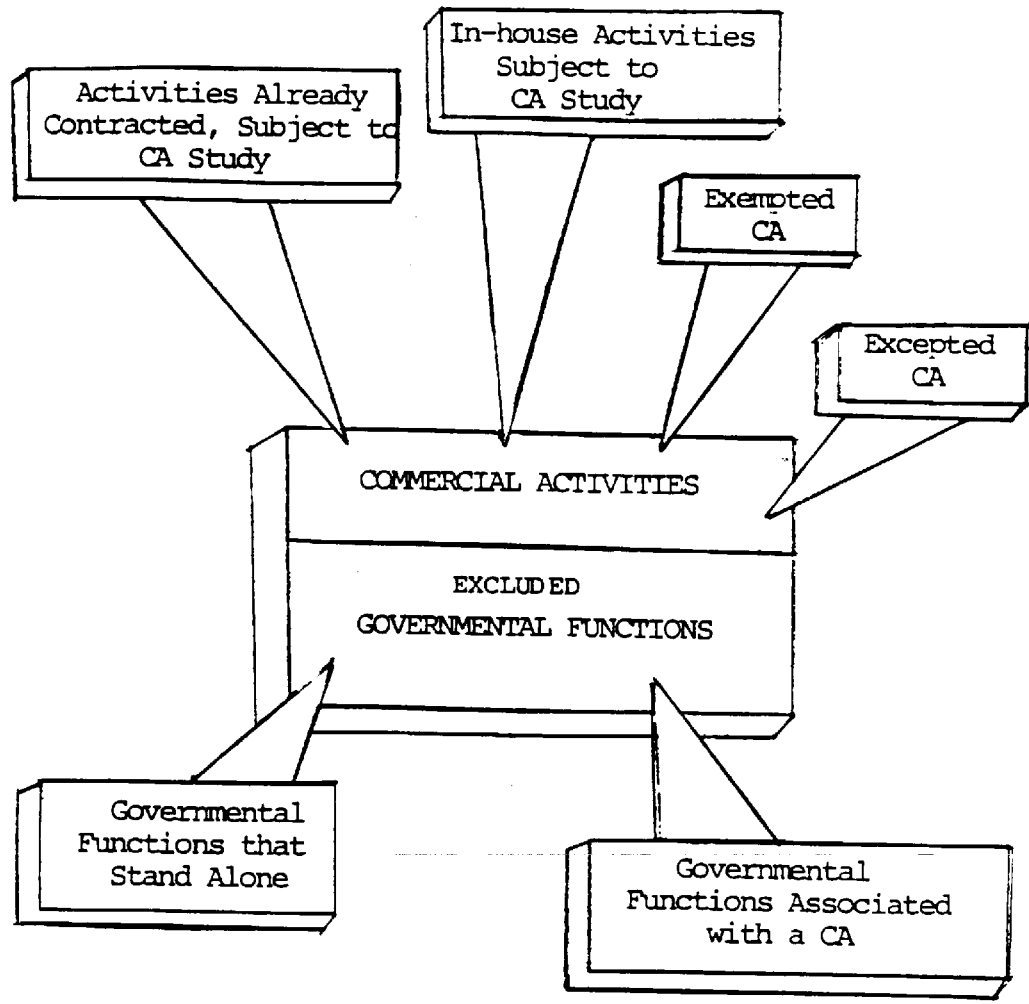 In-house Activities
Subject to
CA Study
Activities Already
Contracted, Subject to
CA Study
Exempted
CA
Excepted
CA
COMMERCIAL ACTIVITIES
EXCLUDED
GOVERNMENTAL FUNCTIONS
Governmental
Functions that
Stand Alone
Governmental
Functions Associated
with a CA